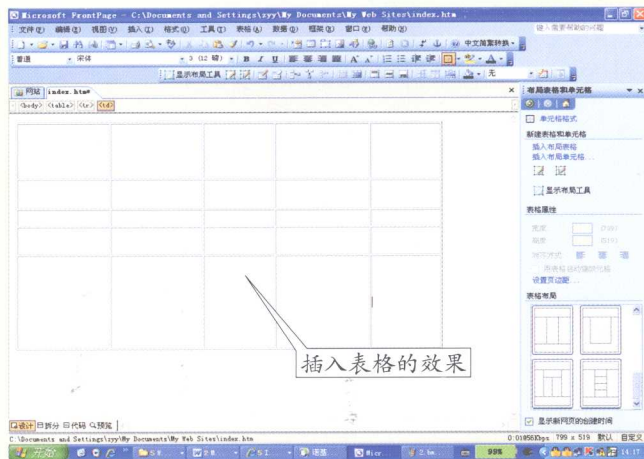 Microsoft FrontPage - C:\Documents and Settings\zyy\My Documents\My Web Sites\index.htm
文件(F) 编辑(E) 视图(V) 插入(I) 格式(O) 工具(T) 表格(A) 数据(D) 框架(R) 窗口(W) 帮助(H)
键入需要帮助的问题
中文简繁转换
普通 宋体 3 (12 磅) B I U
显示布局工具 无
网站 index.htm*
<body> <table> <tr> <td>
布局表格和单元格
单元格格式
新建表格和单元格
插入布局表格
插入布局单元格...
显示布局工具
表格属性
宽度:
高度:
对齐方式:
设置页边距...
表格布局
插入表格的效果
设计 拆分 代码 预览
显示新网页的创建时间
C:\Documents and Settings\zyy\My Documents\My Web Sites\index.htm
799 x 519 默认 自定义
开始
98%
14:17